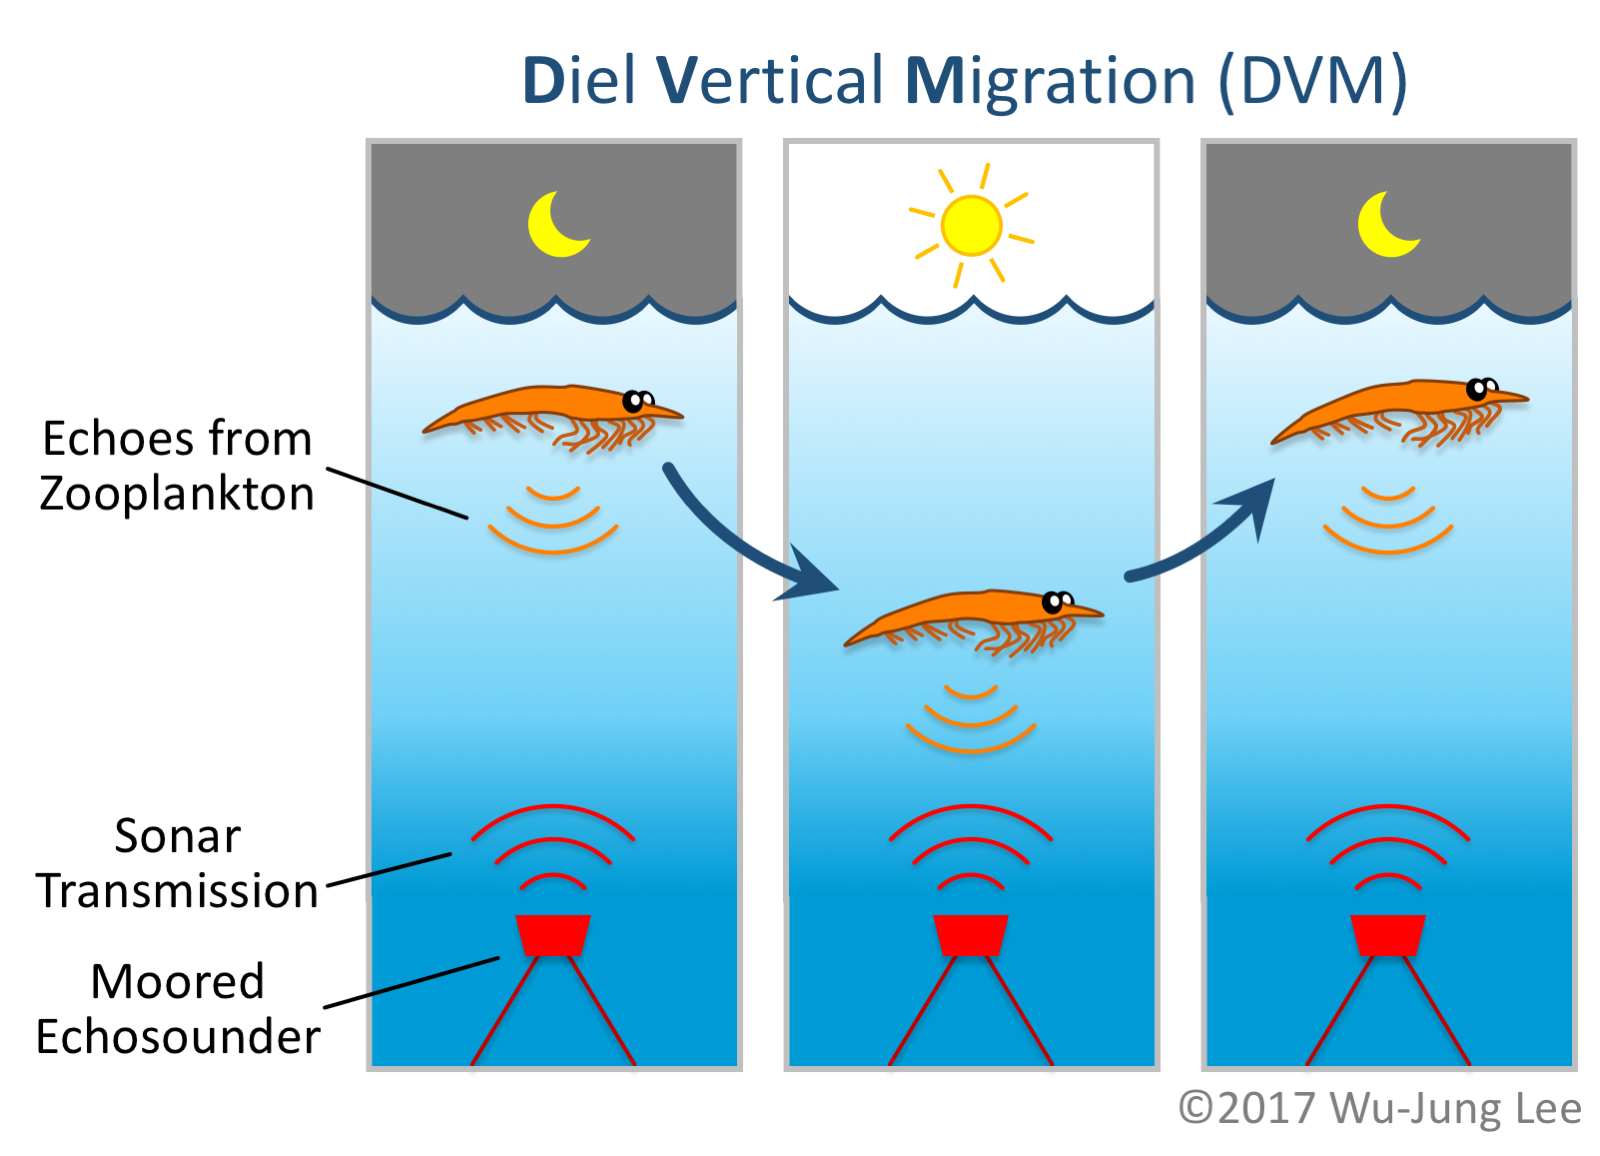 Diel Vertical Migration (DVM)
Echoes from
Zooplankton
Sonar
Transmission
Moored
Echosounder
©2017 Wu-Jung Lee